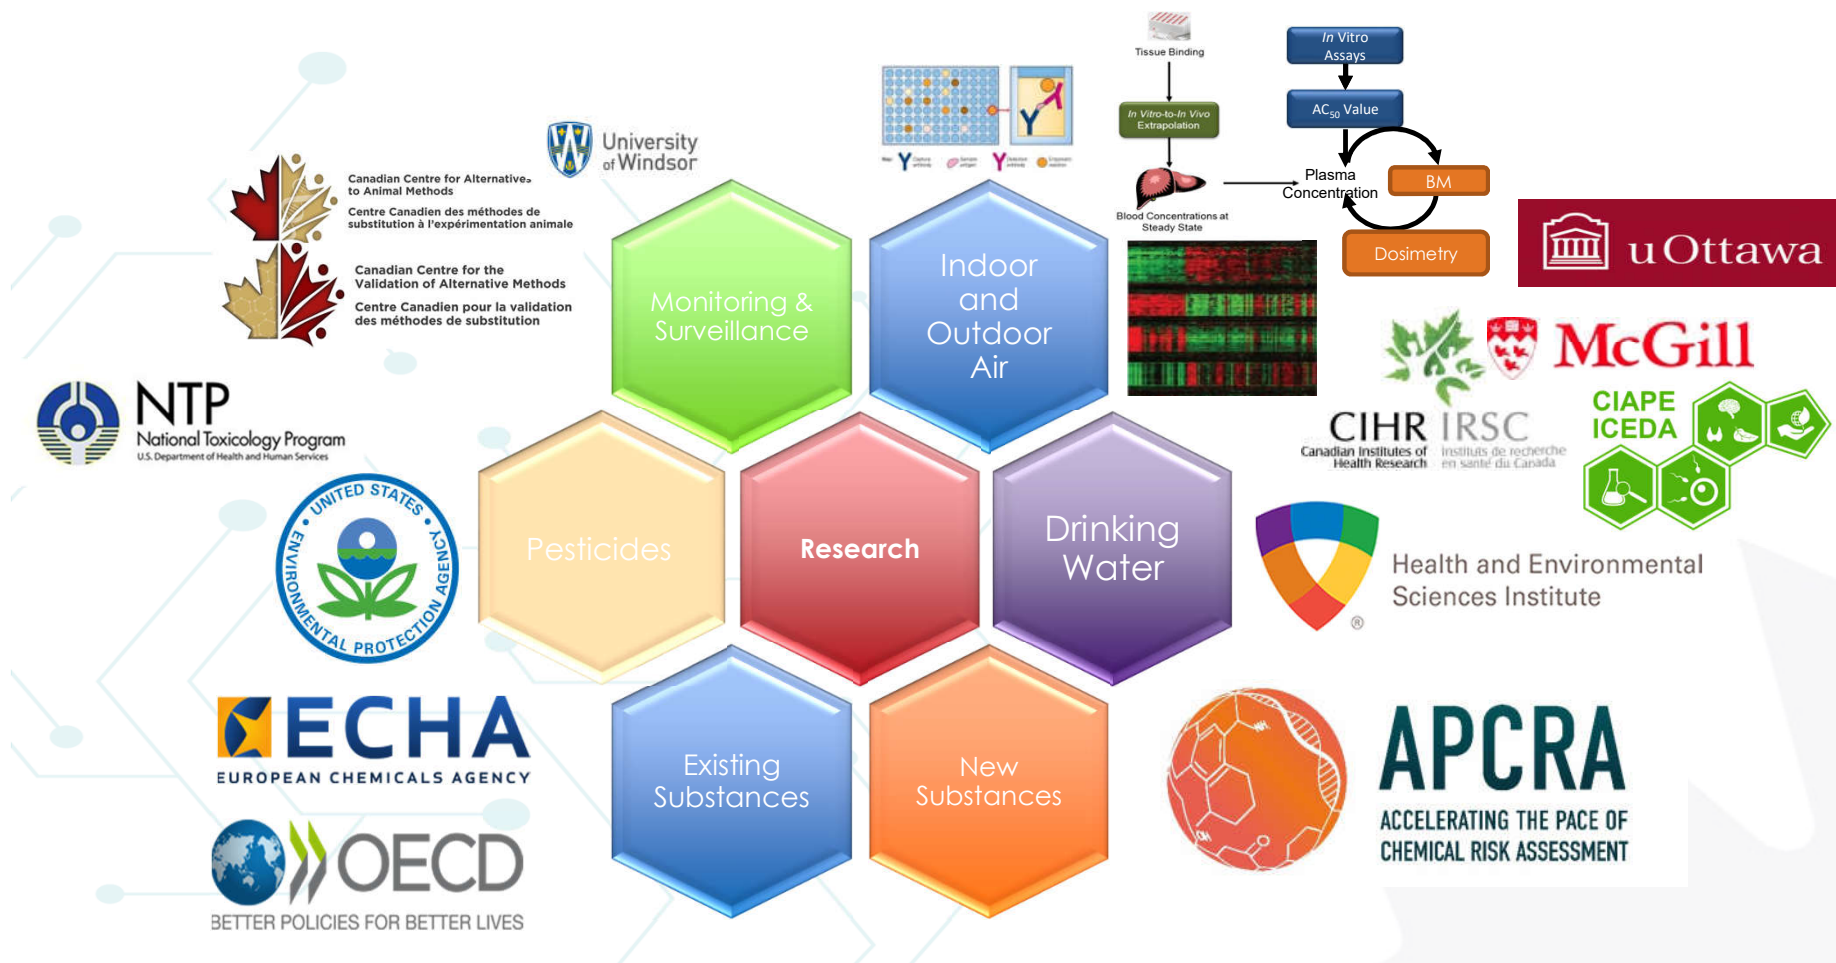 Tissue Binding
In Vitro-to-In Vivo
Extrapolation
Blood Concentrations at
Steady State
In Vitro
Assays
AC50 Value
Plasma
Concentration
BM
Dosimetry
University
of Windsor
Canadian Centre for Alternatives
to Animal Methods
Centre Canadien des méthodes de
substitution à l'expérimentation animale
Canadian Centre for the
Validation of Alternative Methods
Centre Canadien pour la validation
des méthodes de substitution
Monitoring &
Surveillance
Indoor
and
Outdoor
Air
uOttawa
McGill
CIHR IRSC
Canadian Institutes of
Health Research
Instituts de recherche
en santé du Canada
CIAPE
ICEDA
NTP
National Toxicology Program
U.S. Department of Health and Human Services
UNITED STATES
ENVIRONMENTAL PROTECTION AGENCY
Pesticides
Research
Drinking
Water
Health and Environmental
Sciences Institute
®
ECHA
EUROPEAN CHEMICALS AGENCY
Existing
Substances
New
Substances
OH
APCRA
ACCELERATING THE PACE OF
CHEMICAL RISK ASSESSMENT
OECD
BETTER POLICIES FOR BETTER LIVES